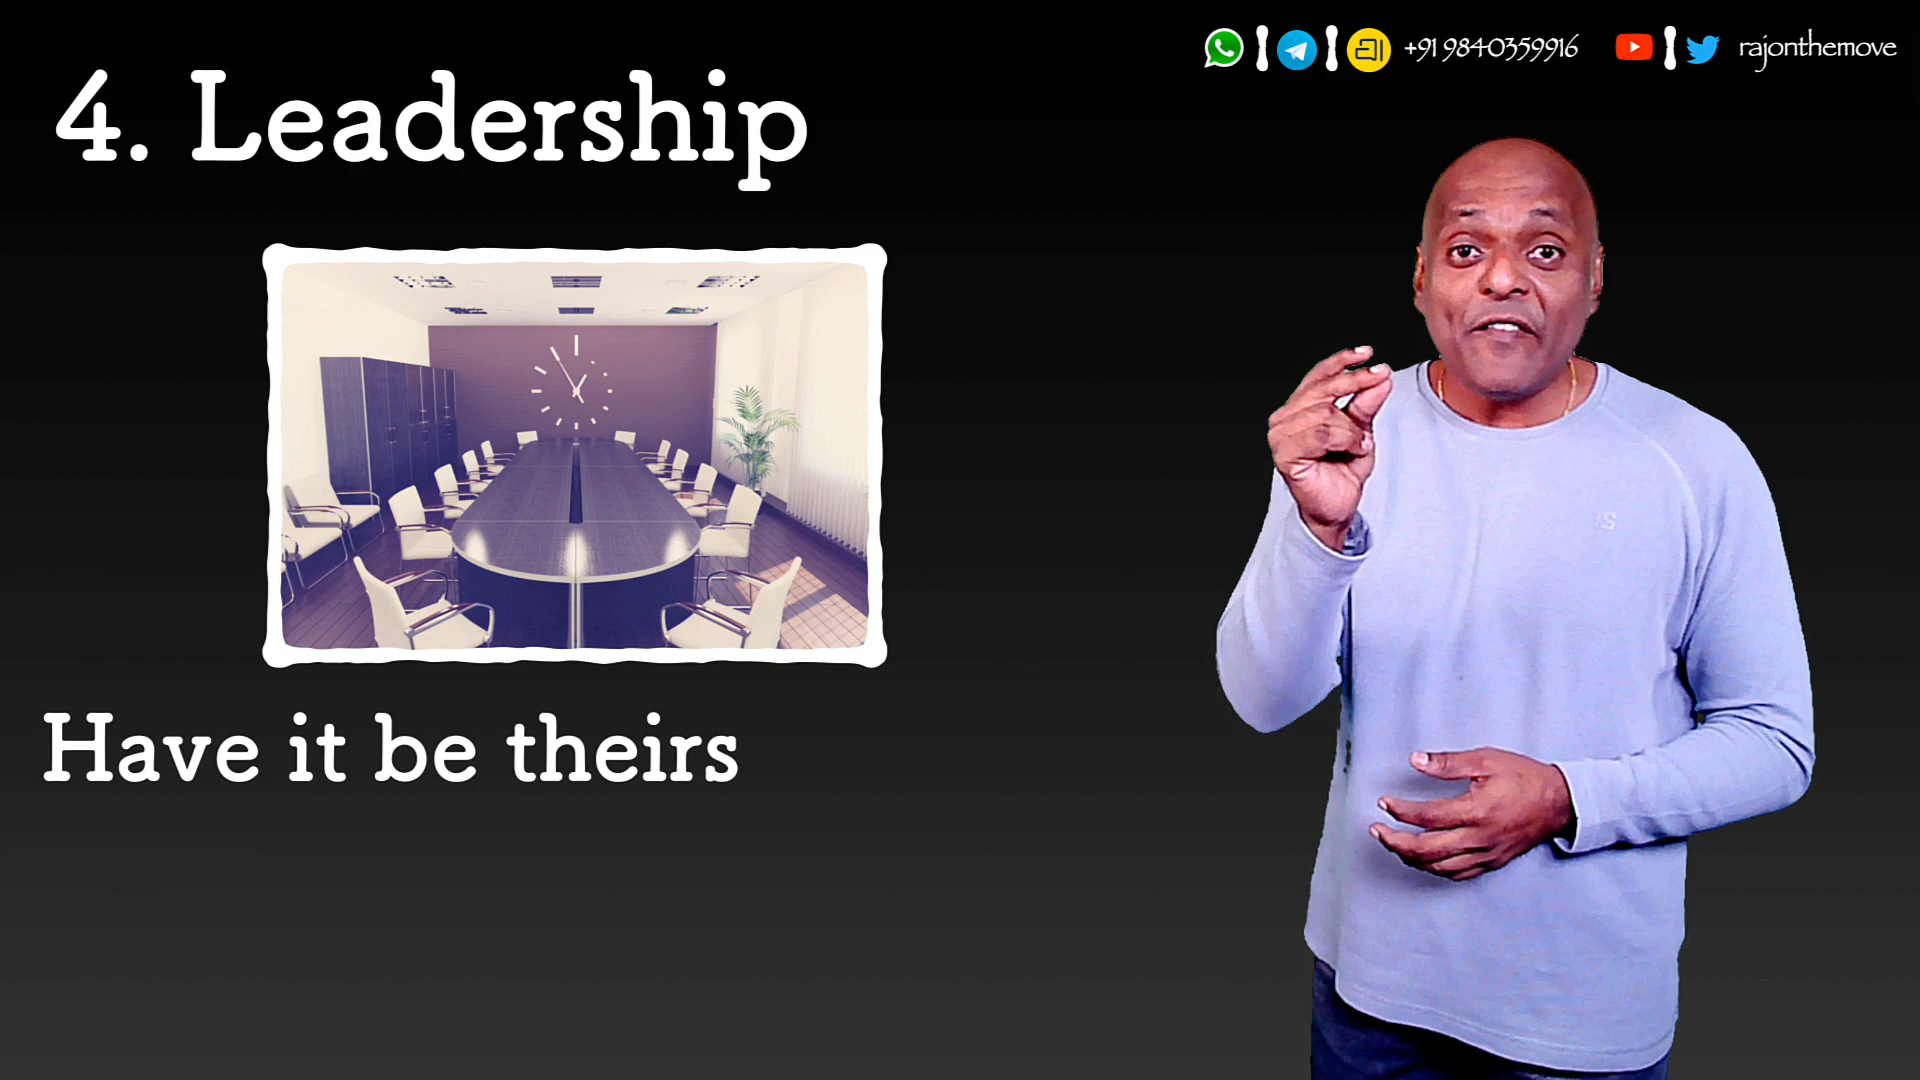 +91 9840359916 rajonthemove
4. Leadership
Have it be theirs